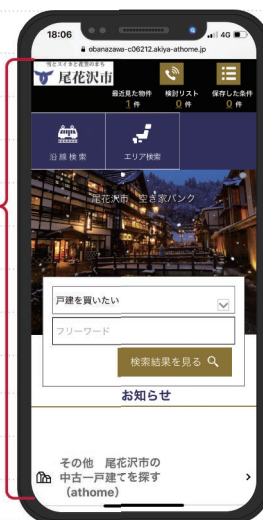 18:06
4G
obanazawa-c06212.akiya-athome.jp
雪とスイカと花笠のまち
尾花沢市
最近見た物件
1件
検討リスト
0件
保存した条件
0件
沿線検索
エリア検索
尾花沢市 空き家バンク
戸建を買いたい
フリーワード
検索結果を見る
お知らせ
その他 尾花沢市の
中古一戸建てを探す
（athome）